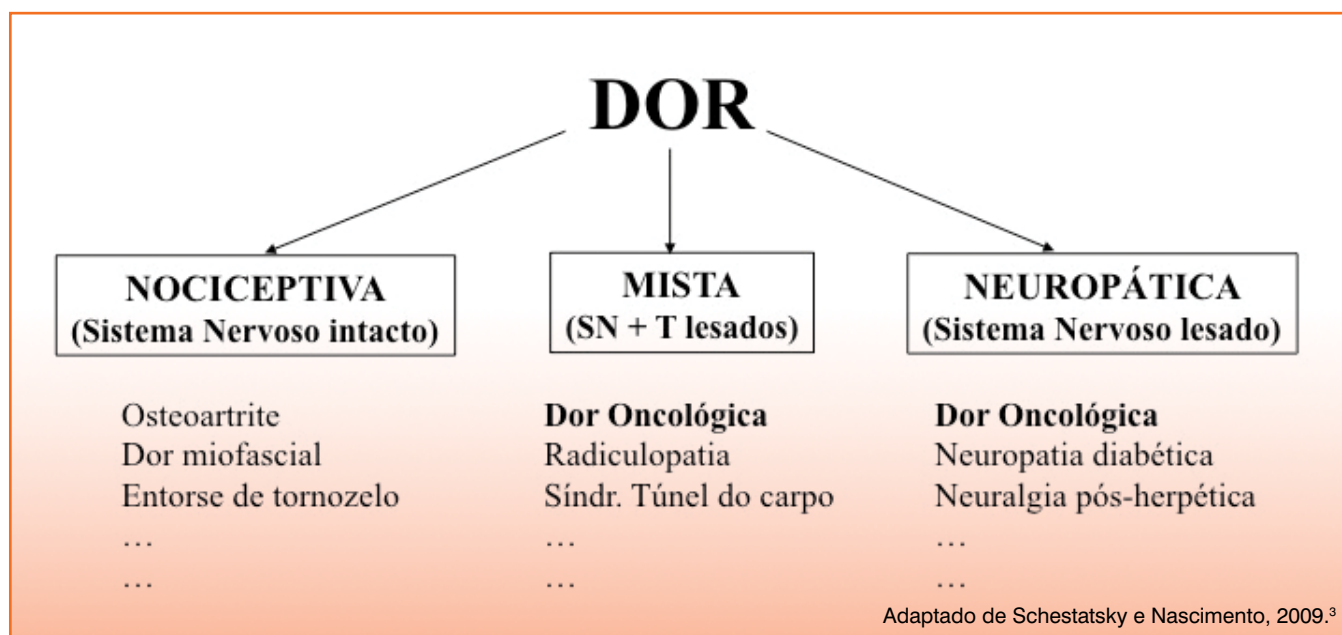 DOR
NOCICEPTIVA
(Sistema Nervoso intacto)
Osteoartrite
Dor miofascial
Entorse de tornozelo
…
…
MISTA
(SN + T lesados)
Dor Oncológica
Radiculopatia
Síndr. Túnel do carpo
…
…
NEUROPÁTICA
(Sistema Nervoso lesado)
Dor Oncológica
Neuropatia diabética
Neuralgia pós-herpética
…
…
Adaptado de Schestatsky e Nascimento, 2009.³